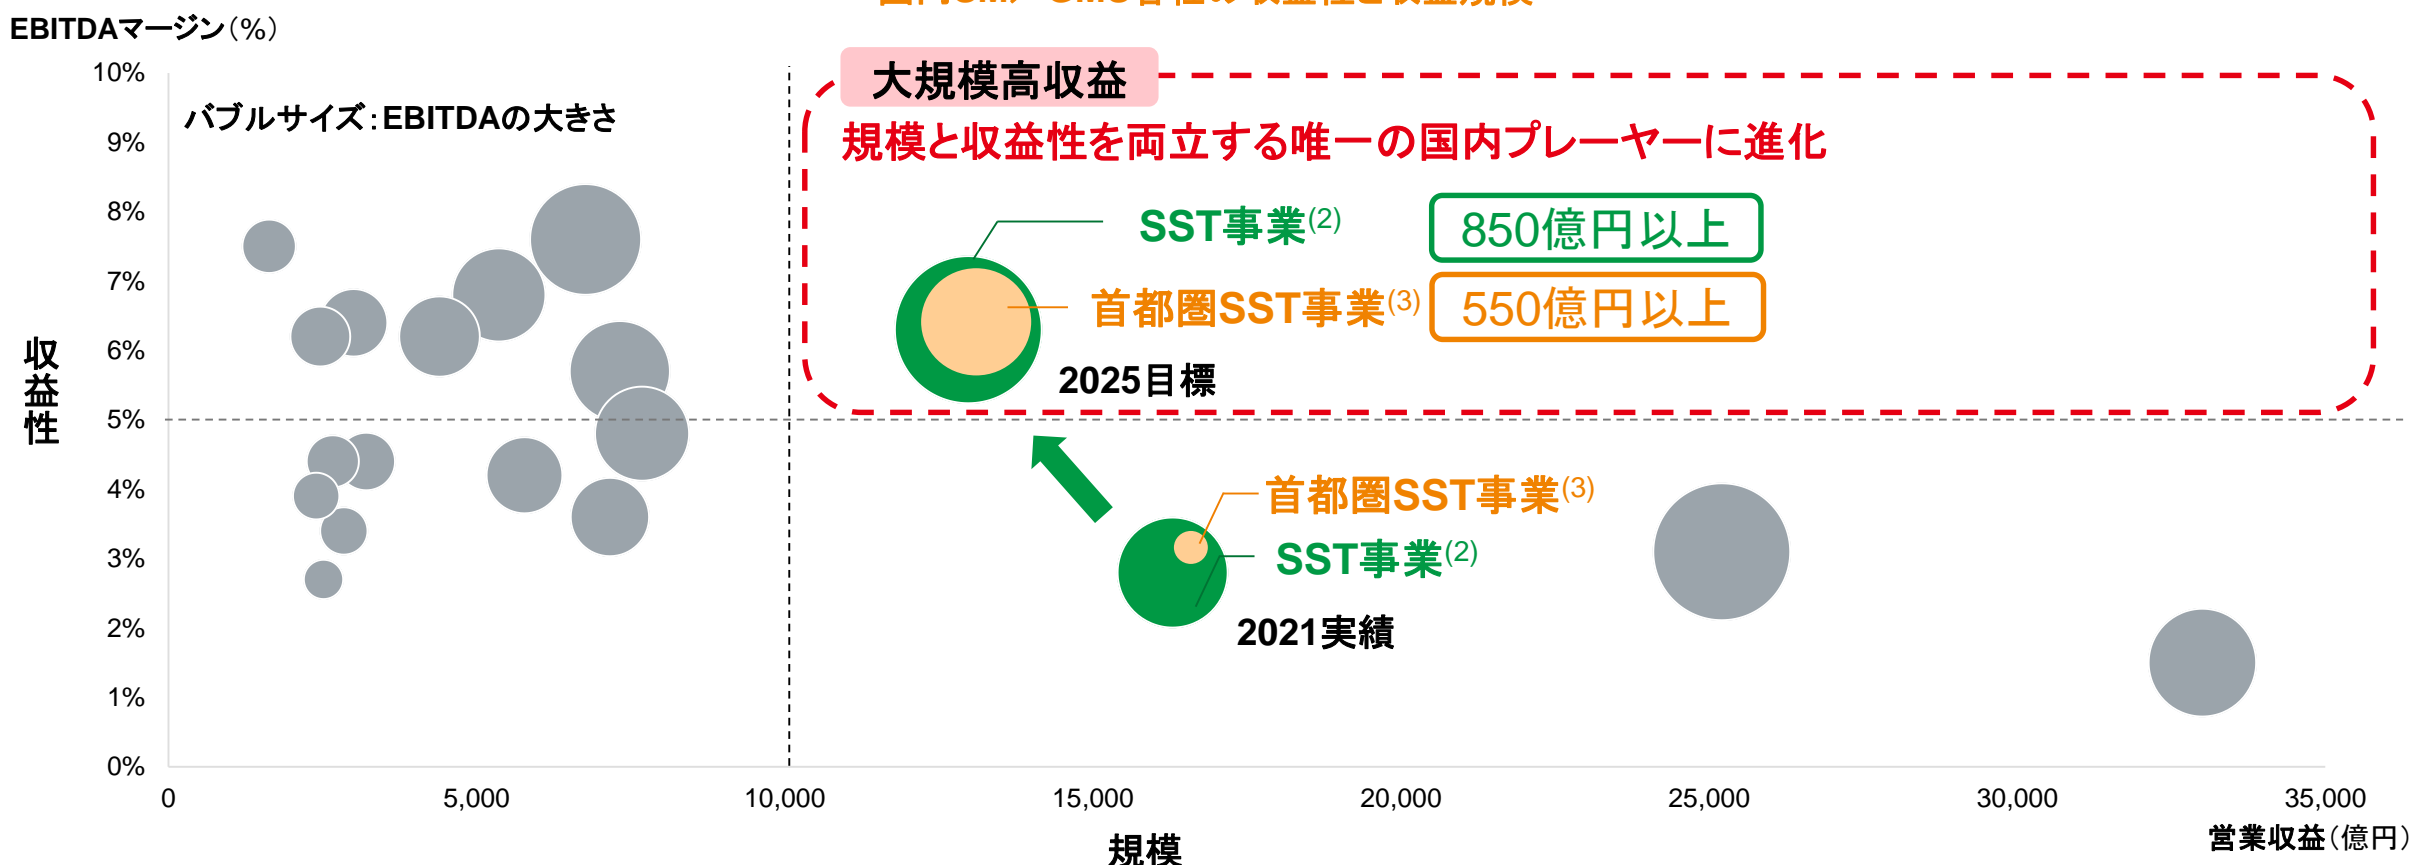 EBITDAマージン(%)
10%
9%
8%
7%
6%
5%
4%
3%
2%
1%
0%
収益性
バブルサイズ:EBITDAの大きさ
大規模高収益
規模と収益性を両立する唯一の国内プレーヤーに進化
SST事業(2)
850億円以上
首都圏SST事業(3)
550億円以上
2025目標
首都圏SST事業(3)
SST事業(2)
2021実績
0
5,000
10,000
15,000
20,000
25,000
30,000
35,000
規模
営業収益(億円)